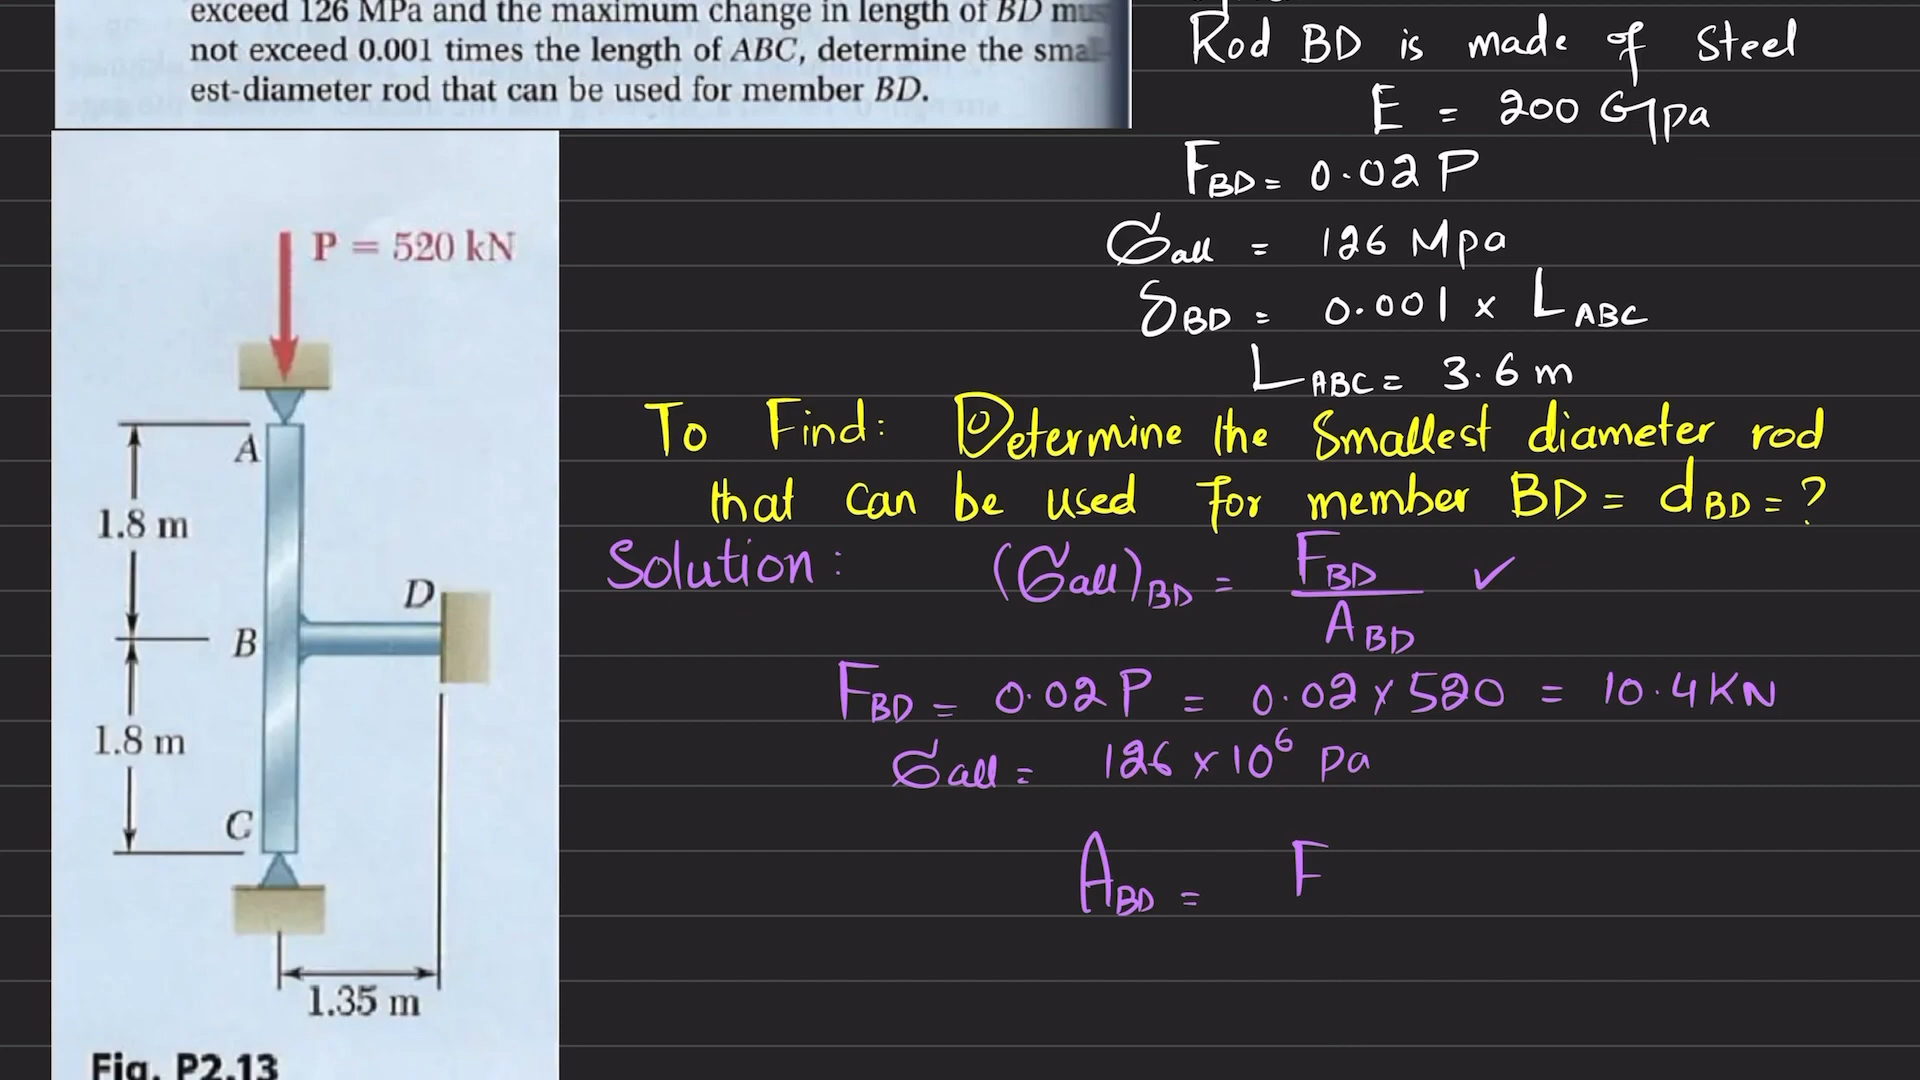 exceed 126 MPa and the maximum change in length of BD
not exceed 0.001 times the length of ABC, determine the smal-
est-diameter rod that can be used for member BD.
Rod BD is made of Steel
E = 200 Gpa
FBD = 0.02 P
σall = 126 Mpa
δBD = 0.001 × LABC
LABC = 3.6 m
To Find: Determine the Smallest diameter rod
that can be used for member BD = dBD = ?
Solution: (σall)BD = FBD / ABD ✓
FBD = 0.02 P = 0.02 × 520 = 10.4 KN
σall = 126 × 10⁶ pa
ABD = F
P = 520 kN
A
1.8 m
D
B
1.8 m
C
1.35 m
Fig. P2.13